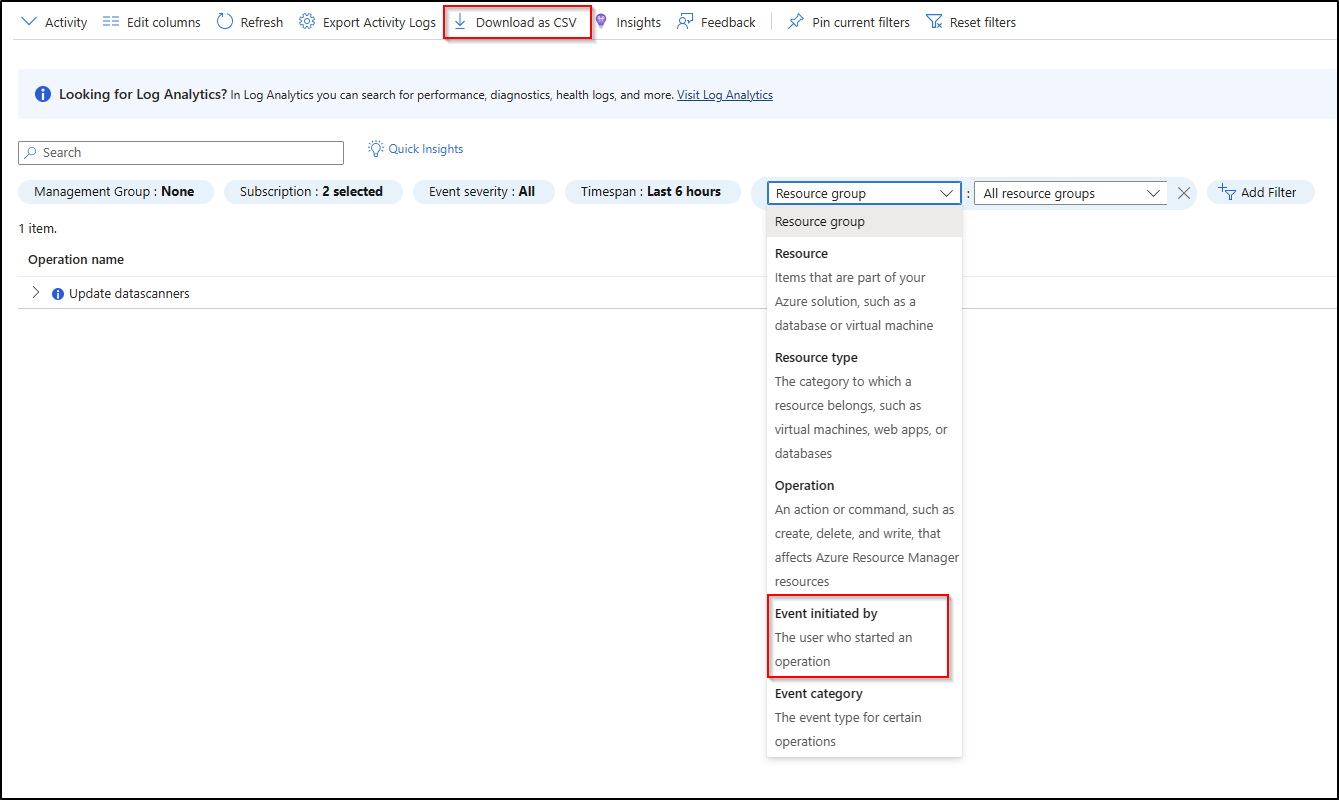 Activity Edit columns Refresh Export Activity Logs Download as CSV Insights Feedback Pin current filters Reset filters
Looking for Log Analytics? In Log Analytics you can search for performance, diagnostics, health logs, and more. Visit Log Analytics
Search Quick Insights
Management Group : None Subscription : 2 selected Event severity : All Timespan : Last 6 hours Resource group : All resource groups Add Filter
1 item.
Operation name
Update datascanners
Resource group
Resource
Items that are part of your
Azure solution, such as a
database or virtual machine
Resource type
The category to which a
resource belongs, such as
virtual machines, web apps, or
databases
Operation
An action or command, such as
create, delete, and write, that
affects Azure Resource Manager
resources
Event initiated by
The user who started an
operation
Event category
The event type for certain
operations